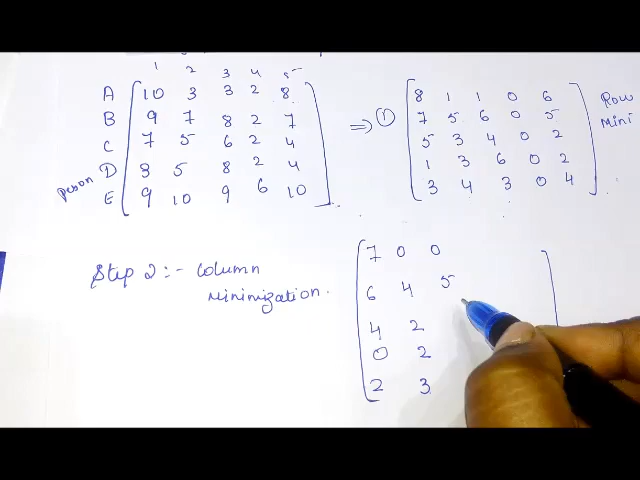 1 2 3 4 5
A 10 3 3 2 8
B 9 7 8 2 7
C 7 5 6 2 4
D 3 5 8 2 4
E 9 10 9 6 10
person
⇒ ①
8 1 1 0 6
7 5 6 0 5
5 3 4 0 2
1 3 6 0 2
3 4 3 0 4
Row
Mini
Step 2:- Column
Minimization.
7 0 0
6 4 5
4 2
0 2
2 3